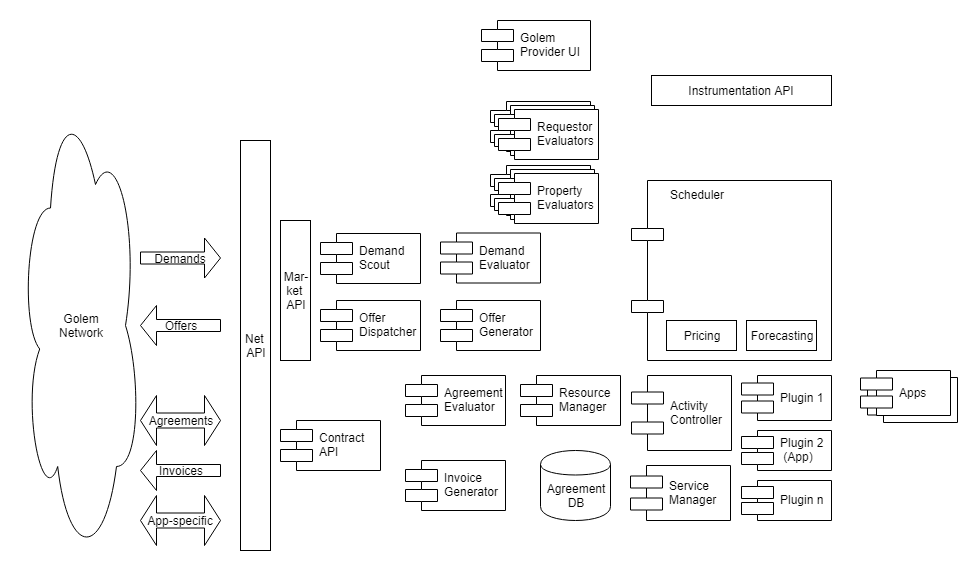 Golem
Provider UI
Instrumentation API
Requestor
Evaluators
Property
Evaluators
Scheduler
Pricing
Forecasting
Golem
Network
Demands
Offers
Agreements
Invoices
App-specific
Net
API
Mar-
ket
API
Demand
Scout
Demand
Evaluator
Offer
Dispatcher
Offer
Generator
Contract
API
Agreement
Evaluator
Resource
Manager
Activity
Controller
Plugin 1
Apps
Plugin 2
(App)
Invoice
Generator
Agreement
DB
Service
Manager
Plugin n